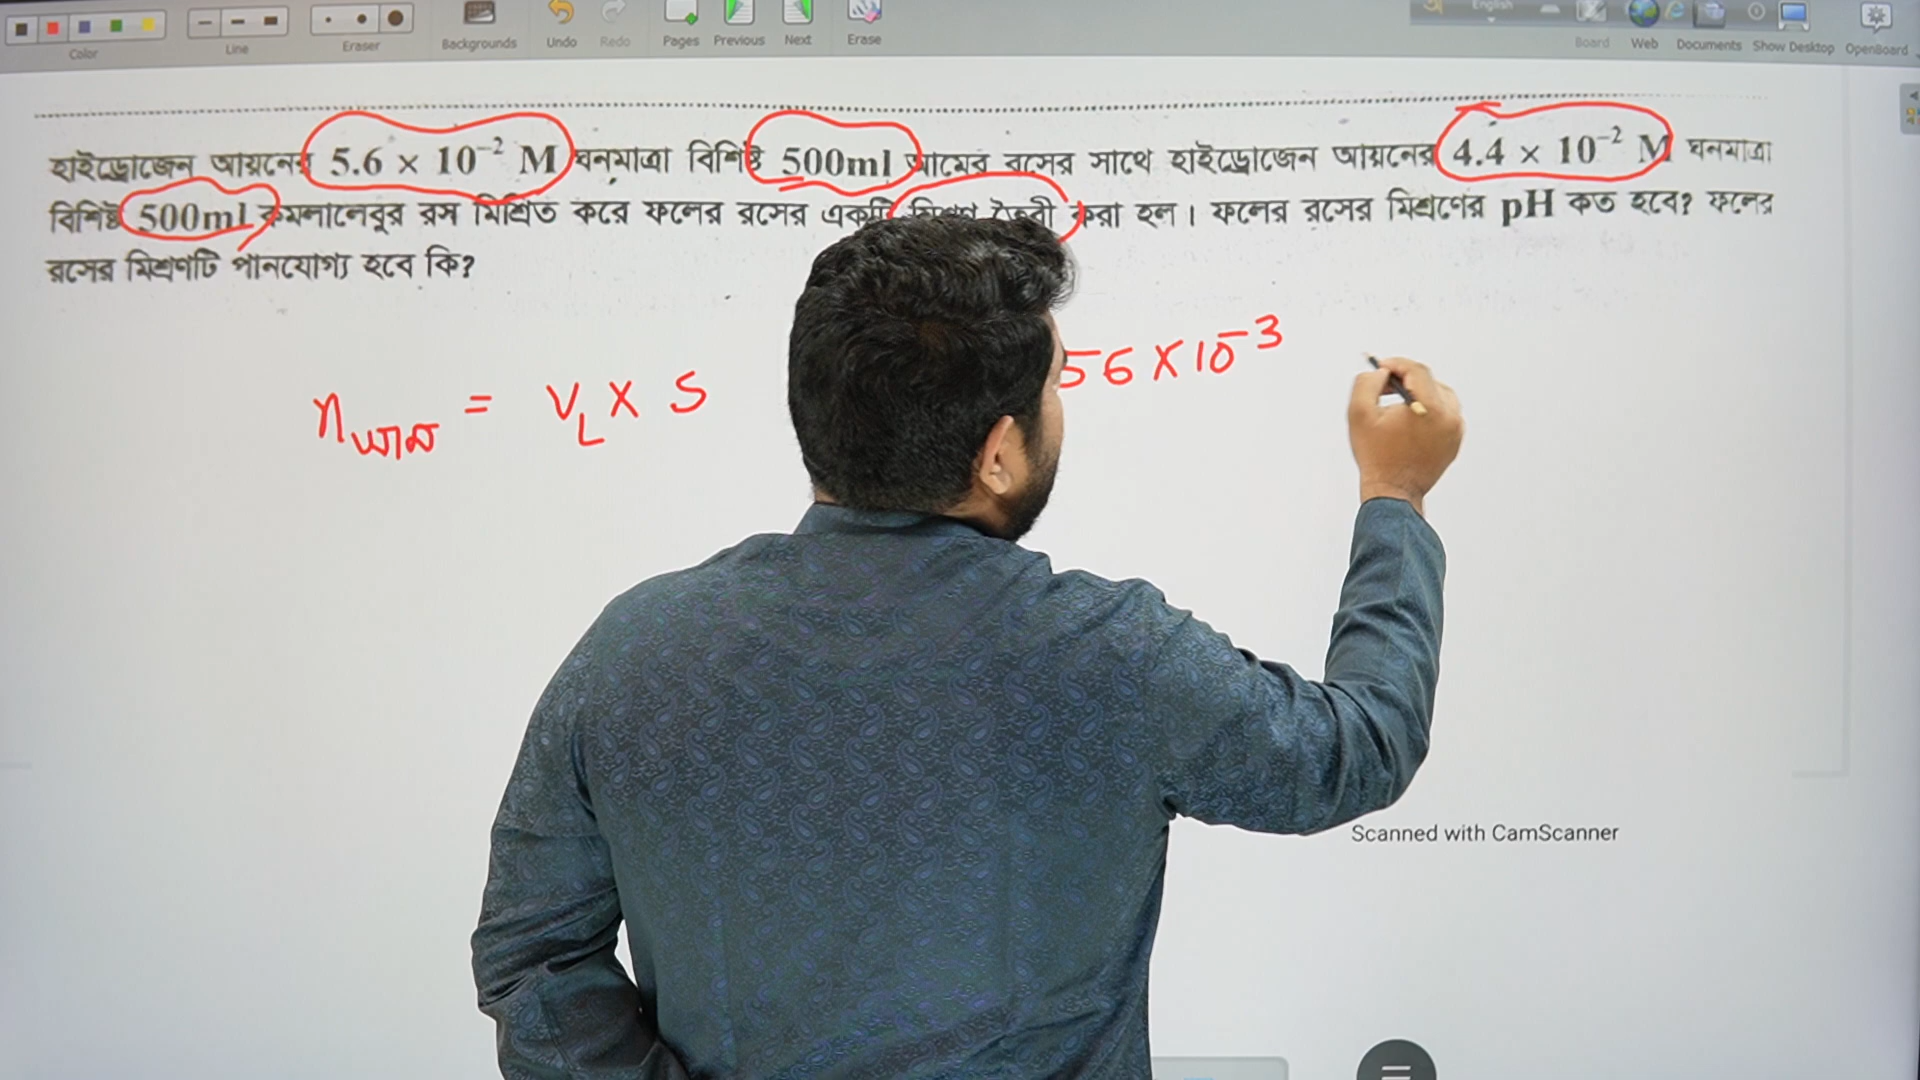 Color
Line
Eraser
Backgrounds
Undo
Redo
Pages
Previous
Next
Erase
English
Board
Web
Documents
Show Desktop
OpenBoard
হাইড্রোজেন আয়নের 5.6 × 10⁻² M ঘনমাত্রা বিশিষ্ট 500ml আমের রসের সাথে হাইড্রোজেন আয়নের 4.4 × 10⁻² M ঘনমাত্রা
বিশিষ্ট 500ml কমলালেবুর রস মিশ্রিত করে ফলের রসের একটি মিশ্রণ তৈরী করা হল। ফলের রসের মিশ্রণের pH কত হবে? ফলের
রসের মিশ্রণটি পানযোগ্য হবে কি?
n = V_L × S
56 × 10⁻³
Scanned with CamScanner